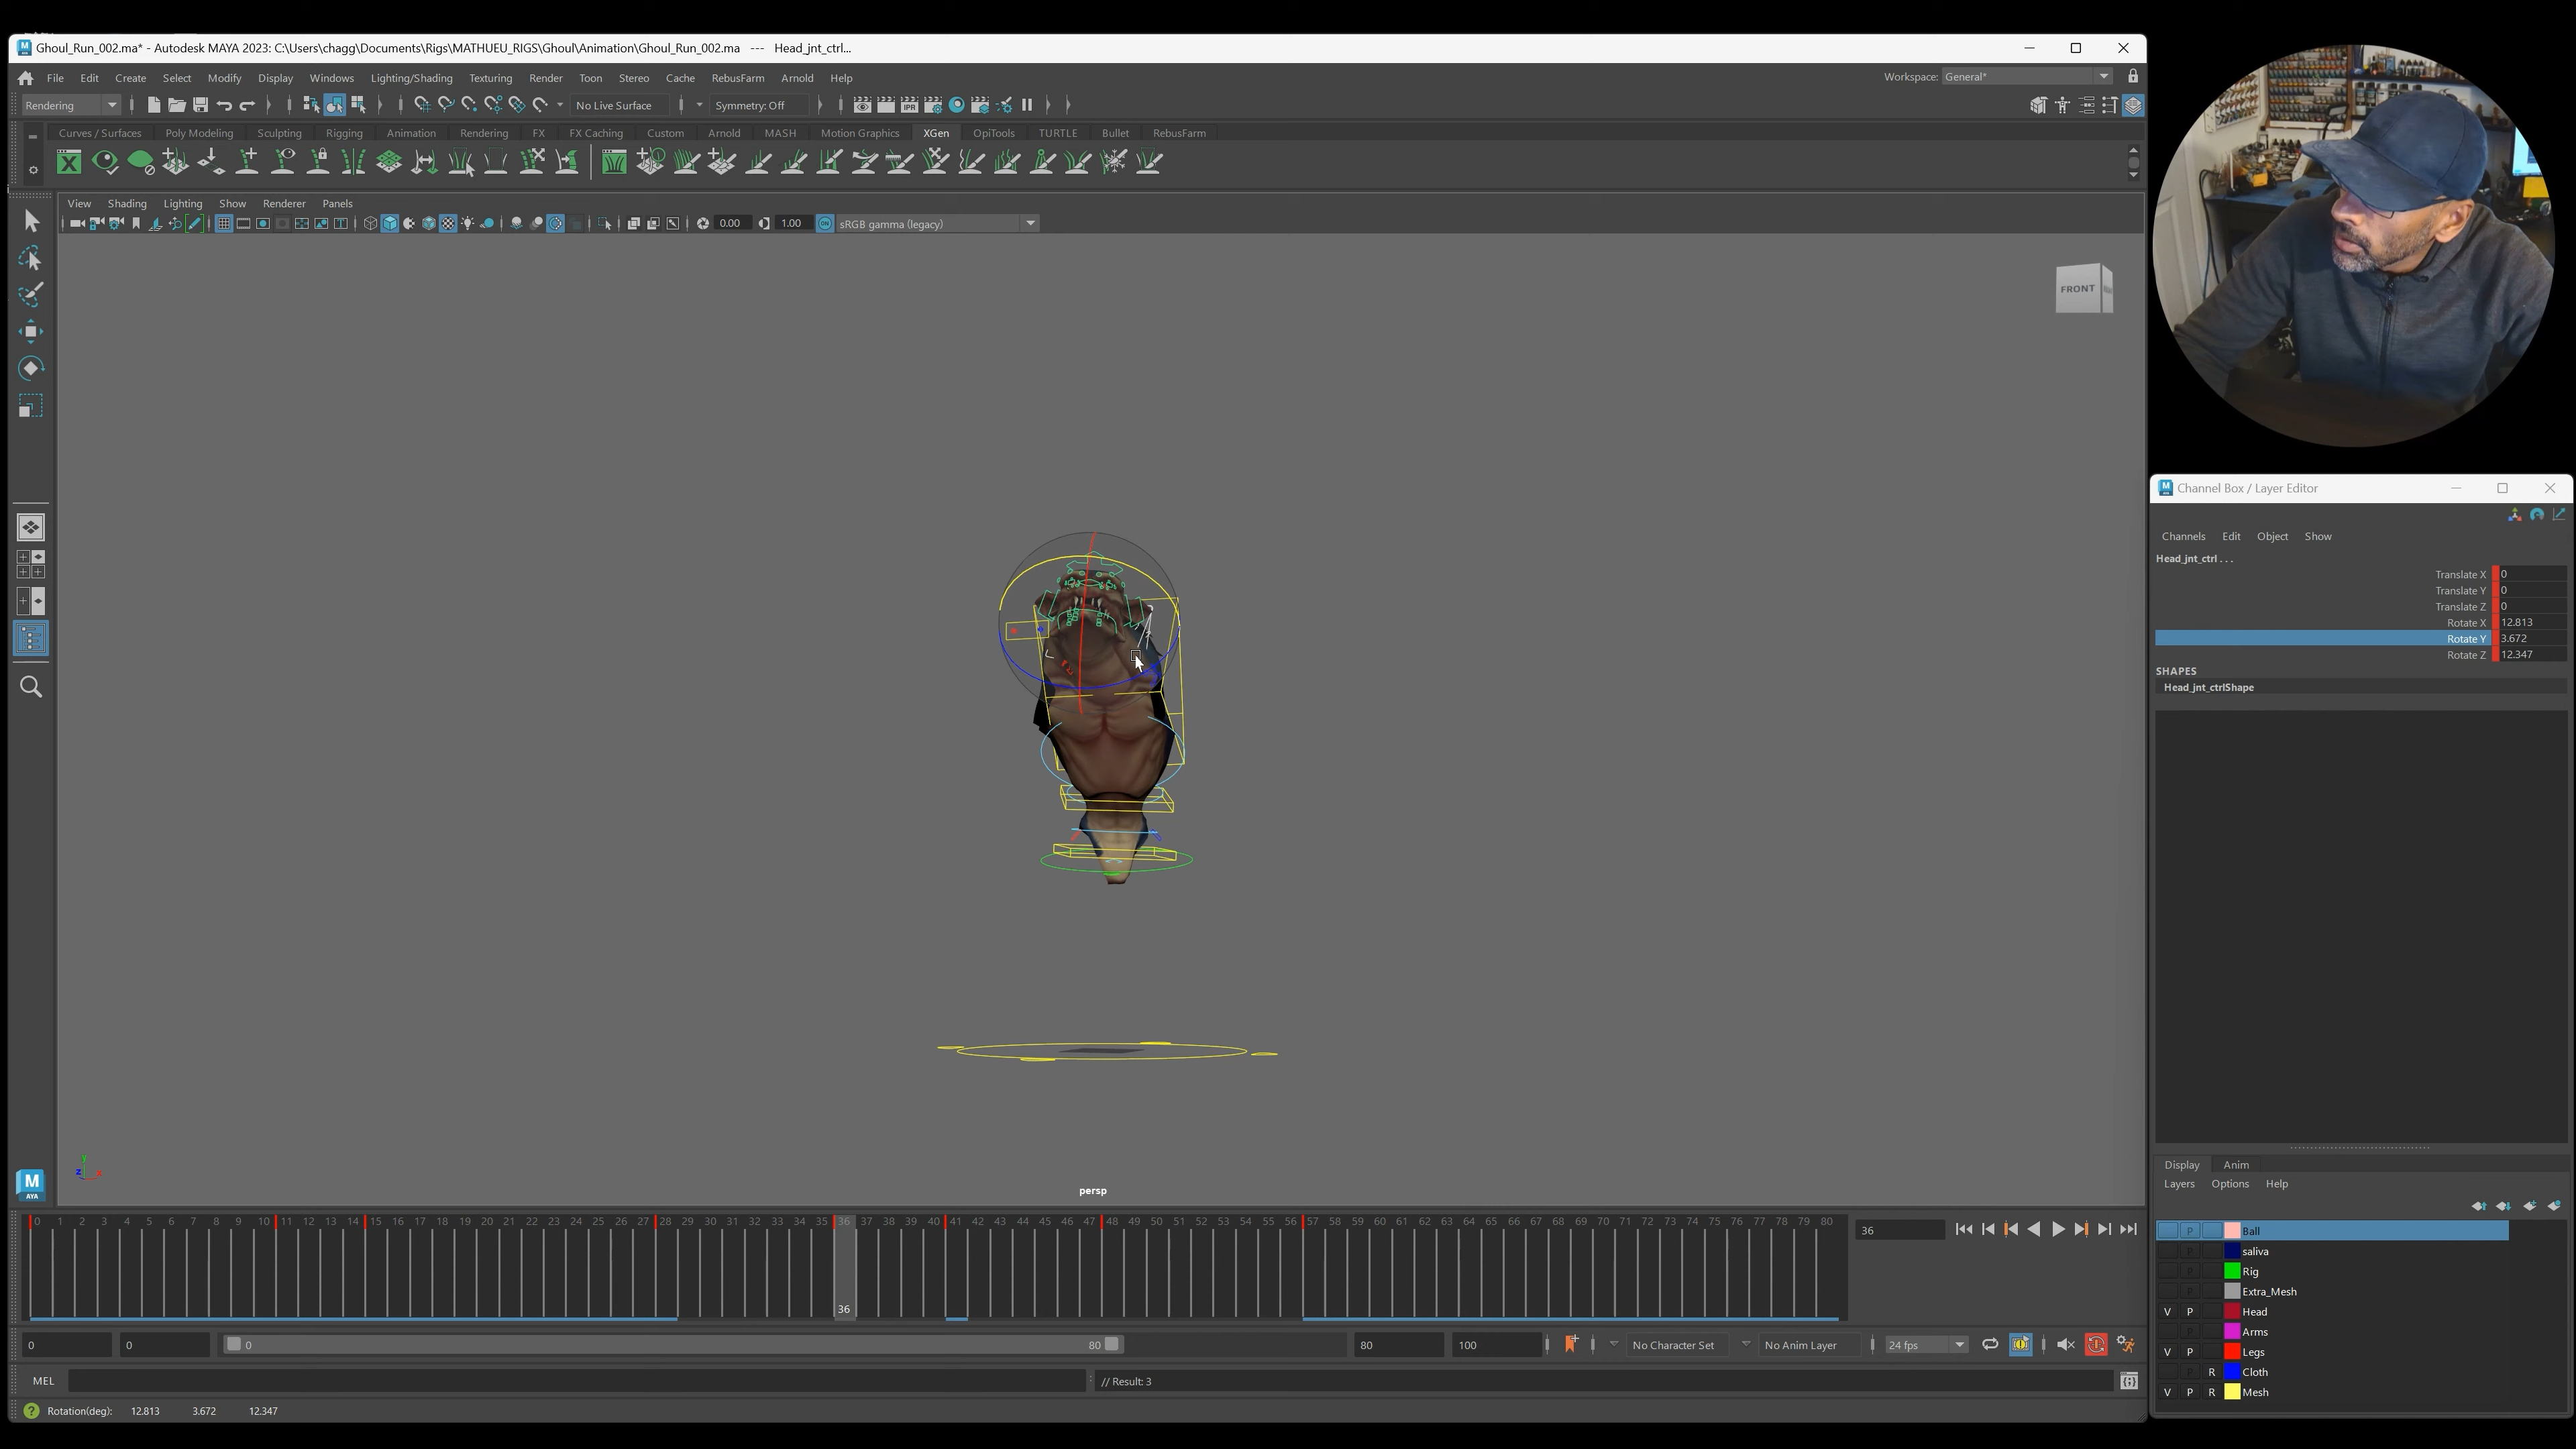 Ghoul_Run_002.ma* - Autodesk MAYA 2023: C:\Users\chagg\Documents\Rigs\MATHUEU_RIGS\Ghoul\Animation\Ghoul_Run_002.ma --- Head_jnt_ctrl...
File Edit Create Select Modify Display Windows Lighting/Shading Texturing Render Toon Stereo Cache RebusFarm Arnold Help
Workspace: General*
Rendering No Live Surface Symmetry: Off
IPR
Curves / Surfaces Poly Modeling Sculpting Rigging Animation Rendering FX FX Caching Custom Arnold MASH Motion Graphics XGen OpiTools TURTLE Bullet RebusFarm
View Shading Lighting Show Renderer Panels
0.00 1.00 ON sRGB gamma (legacy)
FRONT
Channel Box / Layer Editor
Channels Edit Object Show
Head_jnt_ctrl . . .
Translate X 0
Translate Y 0
Translate Z 0
Rotate X 12.813
Rotate Y 3.672
Rotate Z 12.347
SHAPES
Head_jnt_ctrlShape
y
z x
persp
M
AYA
Display Anim
Layers Options Help
P Ball
P saliva
P Rig
P Extra_Mesh
V P Head
P Arms
V P Legs
P R Cloth
V P R Mesh
0 1 2 3 4 5 6 7 8 9 10 11 12 13 14 15 16 17 18 19 20 21 22 23 24 25 26 27 28 29 30 31 32 33 34 35 36 37 38 39 40 41 42 43 44 45 46 47 48 49 50 51 52 53 54 55 56 57 58 59 60 61 62 63 64 65 66 67 68 69 70 71 72 73 74 75 76 77 78 79 80
36
36
0 0 0 80 80 100 No Character Set No Anim Layer 24 fps
MEL // Result: 3
Rotation(deg): 12.813 3.672 12.347